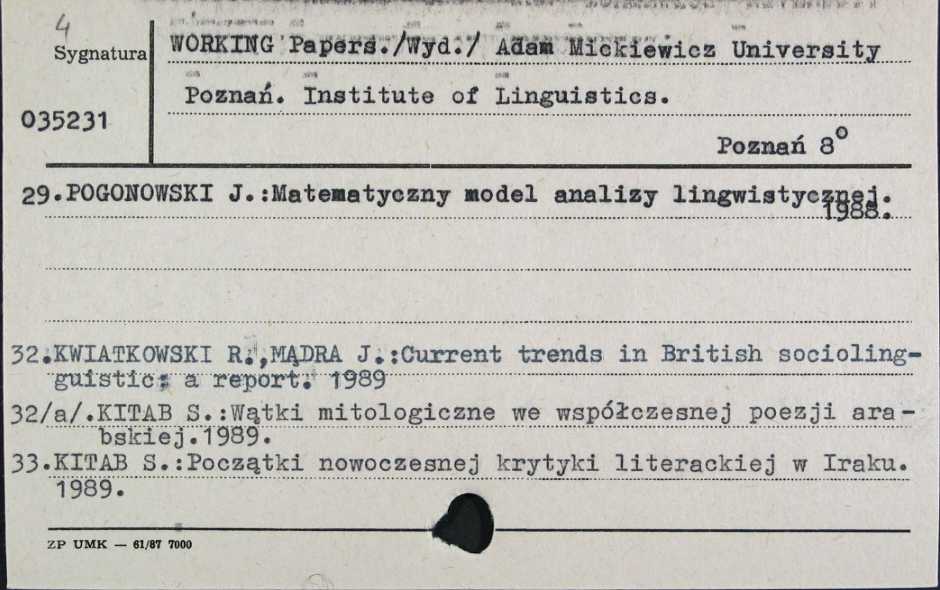 4
Sygnatura
WORKING Papers./Wyd./ Adam Mickiewicz University
Poznań. Institute of Linguistics.
035231
Poznań 8°
29.POGONOWSKI J.:Matematyczny model analizy lingwistycznej.
1988.
32.KWIATKOWSKI R.,MĄDRA J.:Current trends in British socioling-
guistic: a report. 1989
32/a/.KITAB S.:Wątki mitologiczne we współczesnej poezji ara-
bskiej.1989.
33.KITAB S.:Początki nowoczesnej krytyki literackiej w Iraku.
1989.
ZP UMK — 61/87 7000